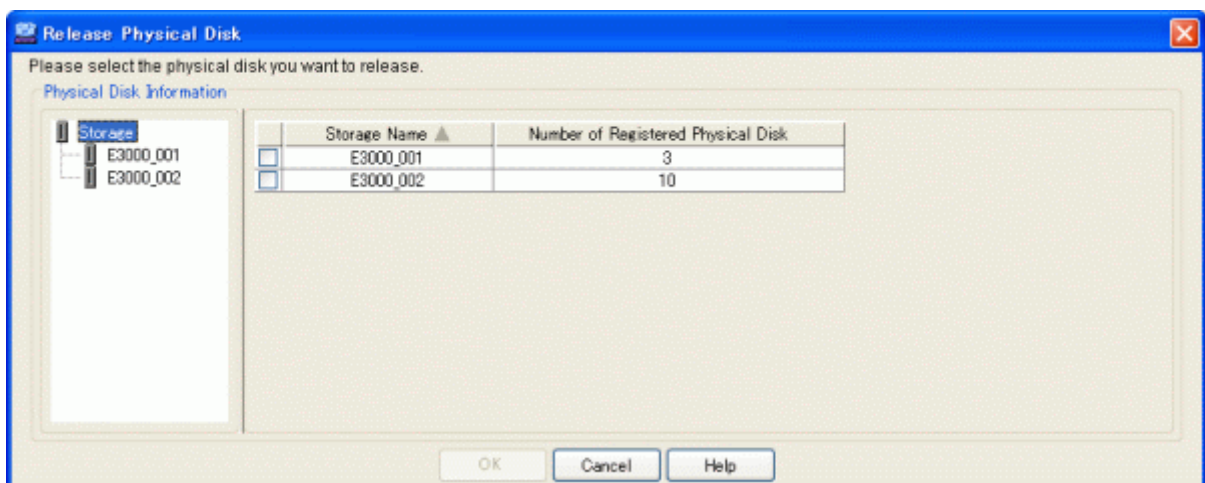 Release Physical Disk
Please select the physical disk you want to release.
Physical Disk Information
Storage
E3000_001
E3000_002
Storage Name Number of Registered Physical Disk
E3000_001 3
E3000_002 10
OK Cancel Help